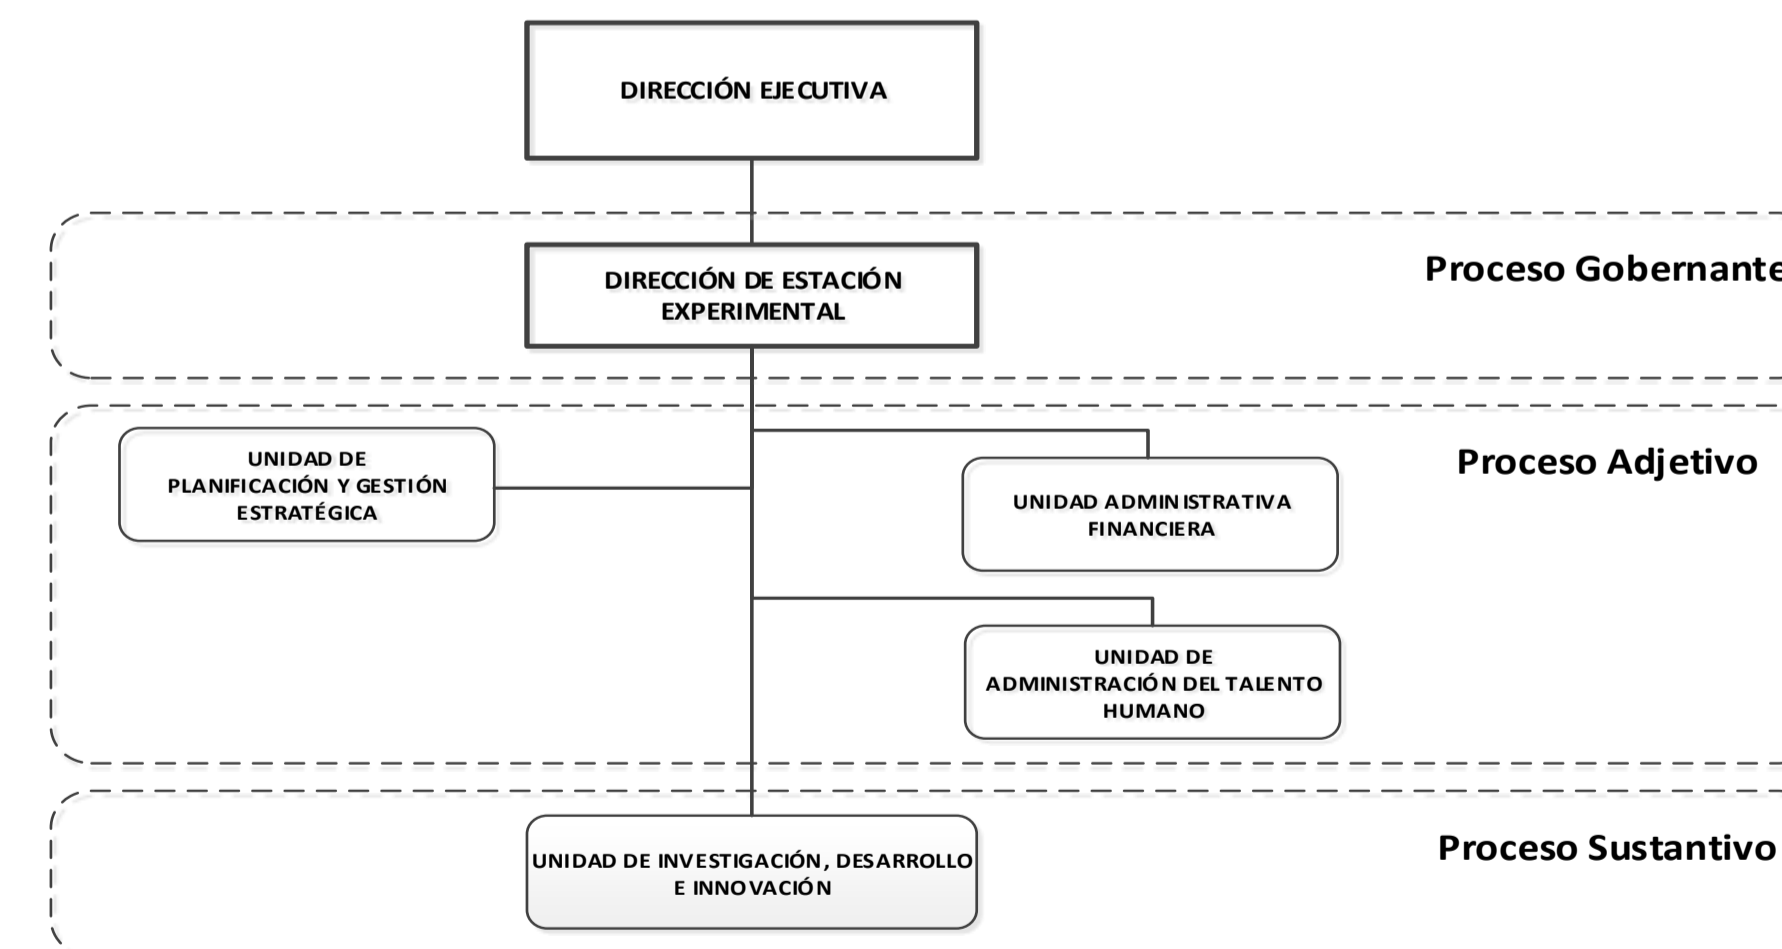 DIRECCIÓN EJECUTIVA
DIRECCIÓN DE ESTACIÓN
EXPERIMENTAL
Proceso Gobernante
UNIDAD DE
PLANIFICACIÓN Y GESTIÓN
ESTRATÉGICA
Proceso Adjetivo
UNIDAD ADMINISTRATIVA
FINANCIERA
UNIDAD DE
ADMINISTRACIÓN DEL TALENTO
HUMANO
Proceso Sustantivo
UNIDAD DE INVESTIGACIÓN, DESARROLLO
E INNOVACIÓN